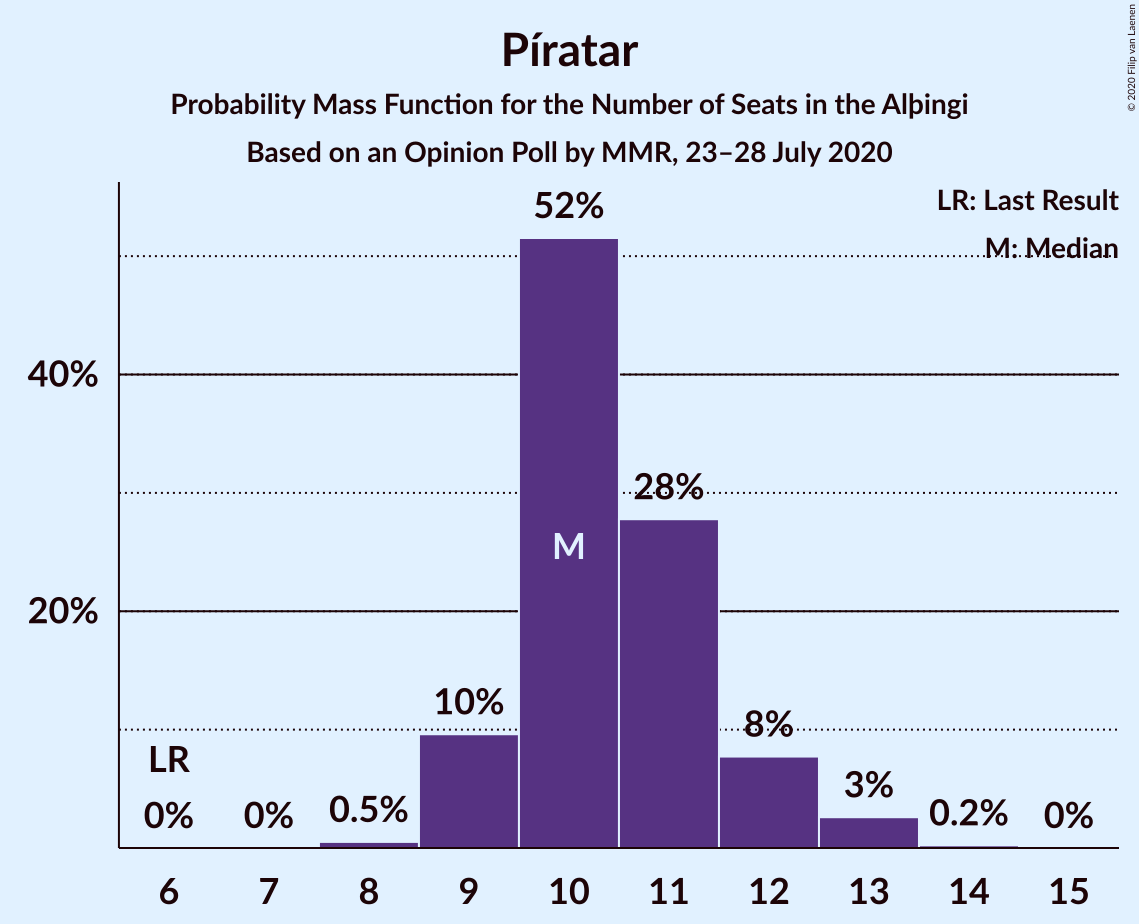 Píratar
Probability Mass Function for the Number of Seats in the Alþingi
Based on an Opinion Poll by MMR, 23–28 July 2020
© 2020 Filip van Laenen
LR: Last Result
M: Median
52%
40%
28%
M
20%
10%
8%
LR
3%
0%
0%
0.5%
0.2%
0%
6 7 8 9 10 11 12 13 14 15